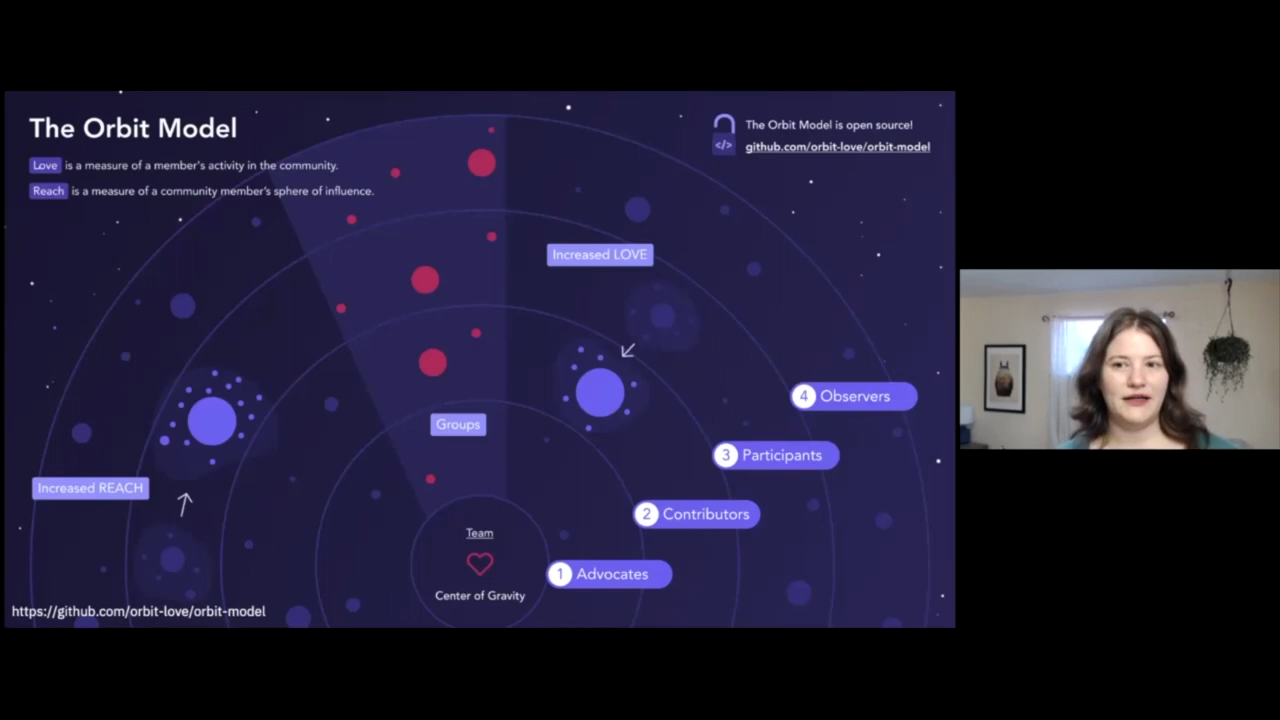 The Orbit Model
Love is a measure of a member's activity in the community.
Reach is a measure of a community member's sphere of influence.
The Orbit Model is open source!
</> github.com/orbit-love/orbit-model
Increased LOVE
4 Observers
Groups
3 Participants
Increased REACH
2 Contributors
Team
1 Advocates
Center of Gravity
https://github.com/orbit-love/orbit-model